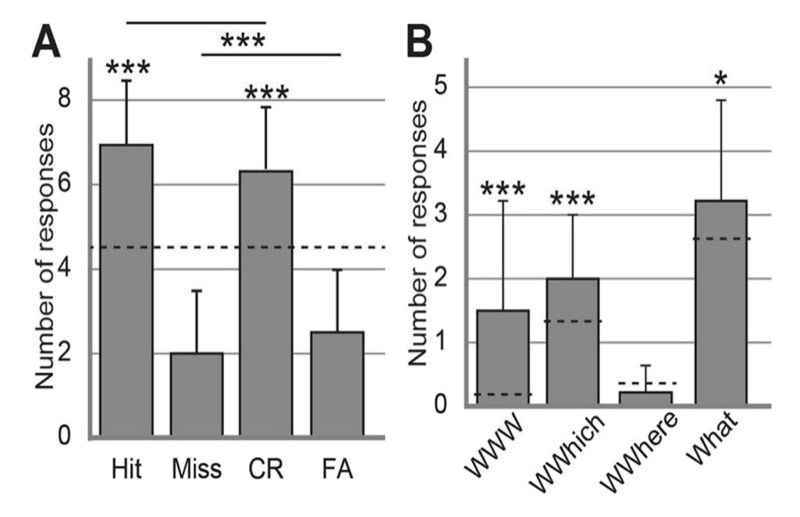 A
***
***
***
8
6
4
2
0
Number of responses
Hit Miss CR FA
B
*
***
***
5
4
3
2
1
0
Number of responses
WWW WWhich WWhere What